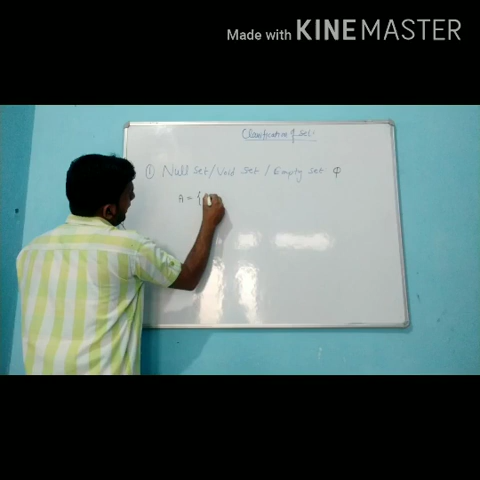 Made with KINEMASTER
Classification of Set:
① Null Set / Void Set / Empty Set φ
A = {